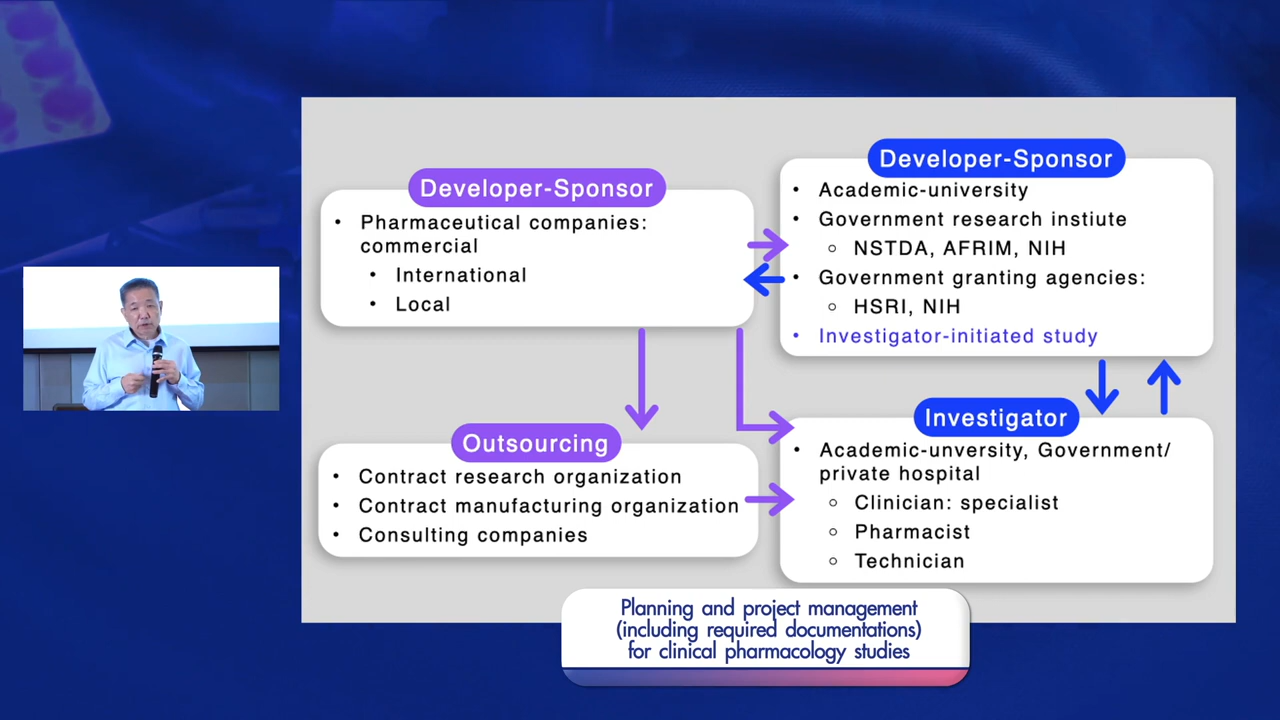 Developer-Sponsor
• Pharmaceutical companies:
commercial
• International
• Local
Developer-Sponsor
• Academic-university
• Government research instiute
○ NSTDA, AFRIM, NIH
• Government granting agencies:
○ HSRI, NIH
• Investigator-initiated study
Outsourcing
• Contract research organization
• Contract manufacturing organization
• Consulting companies
Investigator
• Academic-unversity, Government/
private hospital
○ Clinician: specialist
○ Pharmacist
○ Technician
Planning and project management
(including required documentations)
for clinical pharmacology studies